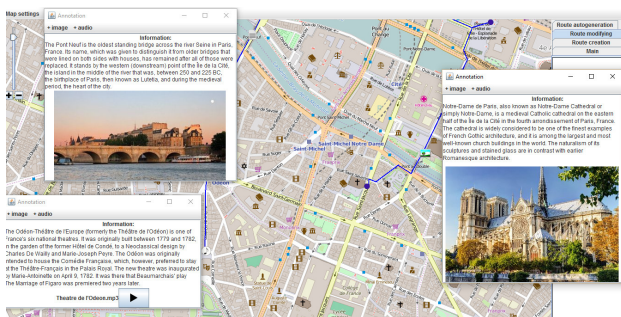 Map settings
Annotation
+ image + audio
Information:
The Pont Neuf is the oldest standing bridge across the river Seine in Paris,
France. Its name, which was given to distinguish it from older bridges that
were lined on both sides with houses, has remained after all of those were
replaced. It stands by the western (downstream) point of the Île de la Cité,
the island in the middle of the river that was, between 250 and 225 BC,
the birthplace of Paris, then known as Lutetia, and during the medieval
period, the heart of the city.
Route autogeneration
Route modifying
Route creation
Main
Annotation
+ image + audio
Information:
Notre-Dame de Paris, also known as Notre-Dame Cathedral or
simply Notre-Dame, is a medieval Catholic cathedral on the eastern
half of the Île de la Cité in the fourth arrondissement of Paris, France.
The cathedral is widely considered to be one of the finest examples
of French Gothic architecture, and it is among the largest and most
well-known church buildings in the world. The naturalism of its
sculptures and stained glass are in contrast with earlier
Romanesque architecture.
Pont au
Change
Pont Saint-Michel
Saint-Michel Notre Dame
Saint-Michel
Odéon
Boulevard Saint-Germain
Collège
de France
Annotation
+ image + audio
Information:
The Odéon-Théâtre de l'Europe (formerly the Théâtre de l'Odéon) is one of
France's six national theatres. It was originally built between 1779 and 1782,
in the garden of the former Hôtel de Condé, to a Neoclassical design by
Charles De Wailly and Marie-Joseph Peyre. The Odéon was originally
intended to house the Comédie Française, which, however, preferred to stay
at the Théâtre-Français in the Palais Royal. The new theatre was inaugurated
by Marie-Antoinette on April 9, 1782. It was there that Beaumarchais' play
The Marriage of Figaro was premiered two years later.
Theatre de l'Odeon.mp3